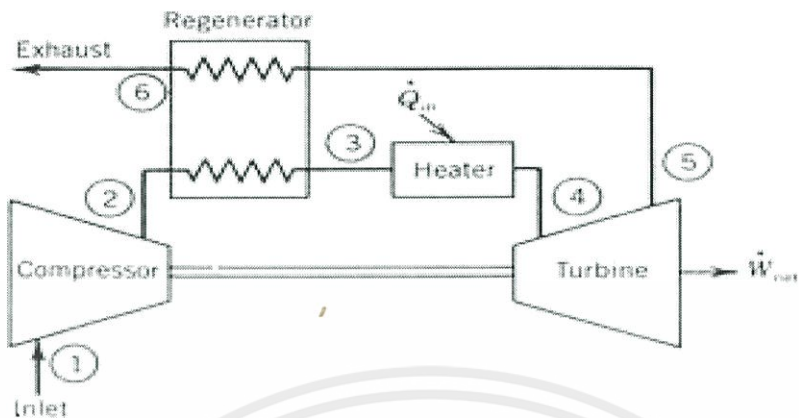 Regenerator
Exhaust
6
Q̇in
3
Heater
2
4
5
Compressor
Turbine
Ẇnet
1
Inlet